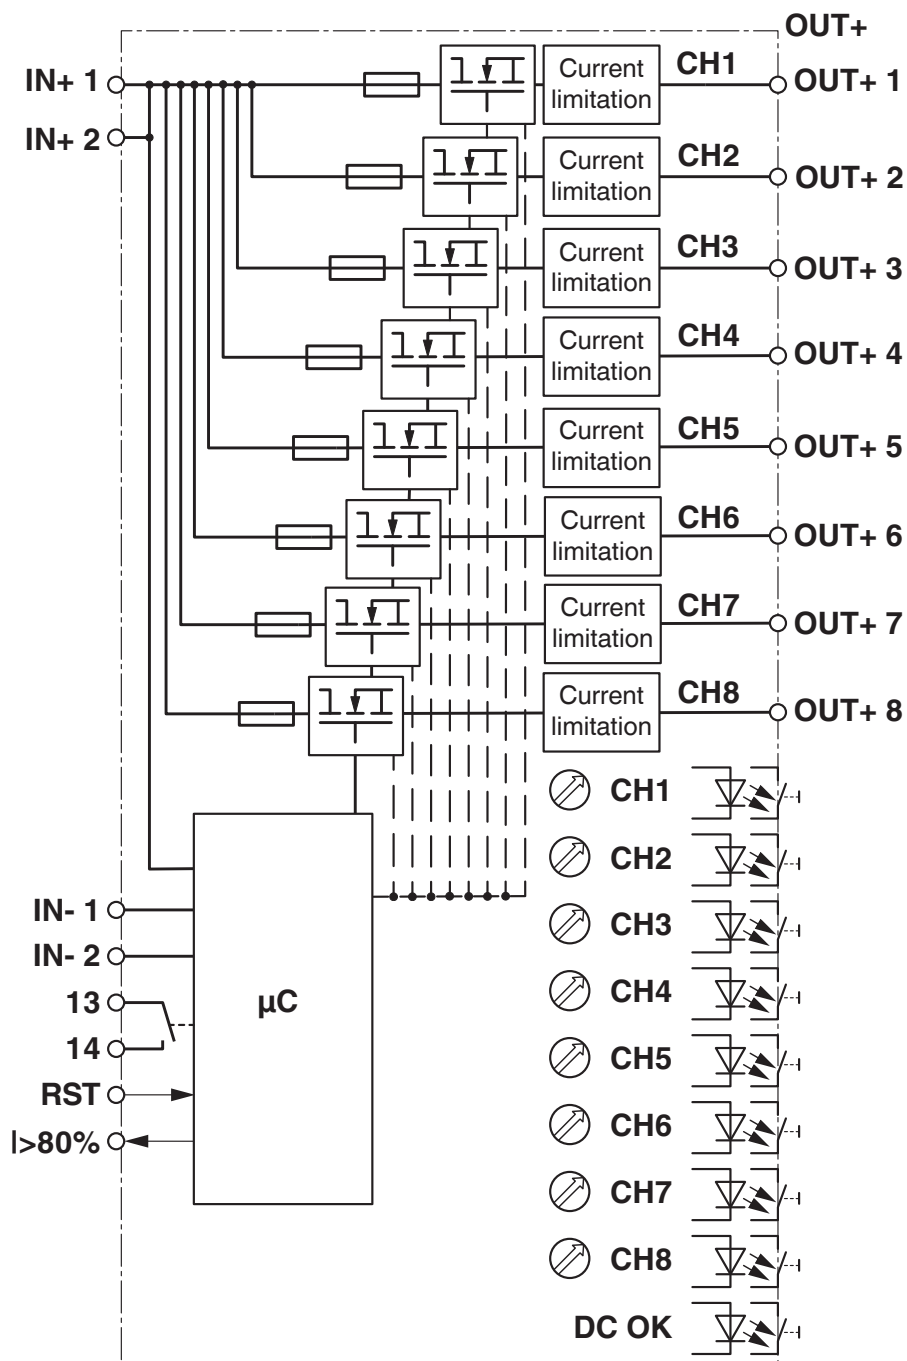 OUT+
IN+ 1
Current limitation
CH1
OUT+ 1
IN+ 2
Current limitation
CH2
OUT+ 2
Current limitation
CH3
OUT+ 3
Current limitation
CH4
OUT+ 4
Current limitation
CH5
OUT+ 5
Current limitation
CH6
OUT+ 6
Current limitation
CH7
OUT+ 7
Current limitation
CH8
OUT+ 8
IN- 1
IN- 2
13
14
RST
I>80%
µC
CH1
CH2
CH3
CH4
CH5
CH6
CH7
CH8
DC OK